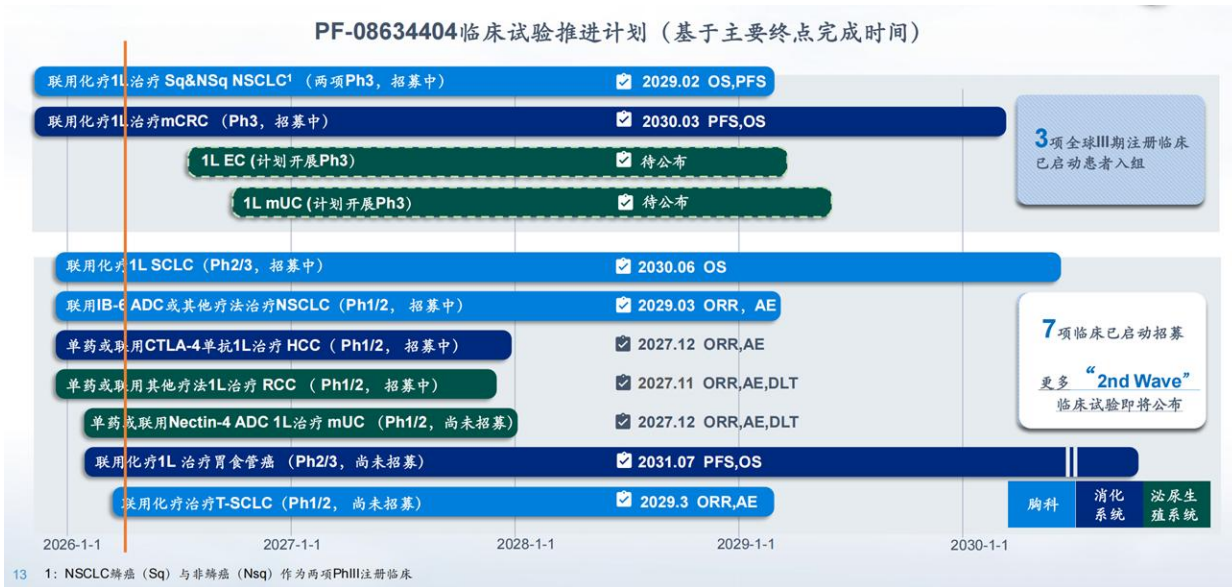 PF-08634404临床试验推进计划（基于主要终点完成时间）
联用化疗1L治疗 Sq&NSq NSCLC¹ （两项Ph3，招募中）
2029.02 OS,PFS
联用化疗1L治疗mCRC（Ph3，招募中）
2030.03 PFS,OS
1L EC (计划开展Ph3）
待公布
1L mUC (计划开展Ph3）
待公布
3项全球III期注册临床
已启动患者入组
联用化疗1L SCLC（Ph2/3，招募中）
2030.06 OS
联用IB-6 ADC或其他疗法治疗NSCLC（Ph1/2，招募中）
2029.03 ORR，AE
单药或联用CTLA-4单抗1L治疗 HCC（ Ph1/2，招募中）
2027.12 ORR,AE
单药或联用其他疗法1L治疗 RCC （ Ph1/2，招募中）
2027.11 ORR,AE,DLT
单药或联用Nectin-4 ADC 1L治疗 mUC（Ph1/2，尚未招募）
2027.12 ORR,AE,DLT
联用化疗1L 治疗胃食管癌 （Ph2/3，尚未招募）
2031.07 PFS,OS
联用化疗治疗T-SCLC（Ph1/2，尚未招募）
2029.3 ORR,AE
7项临床已启动招募
更多“2nd Wave”
临床试验即将公布
胸科
消化
系统
泌尿生
殖系统
2026-1-1
2027-1-1
2028-1-1
2029-1-1
2030-1-1
13
1：NSCLC鳞癌（Sq）与非鳞癌（Nsq）作为两项PhIII注册临床